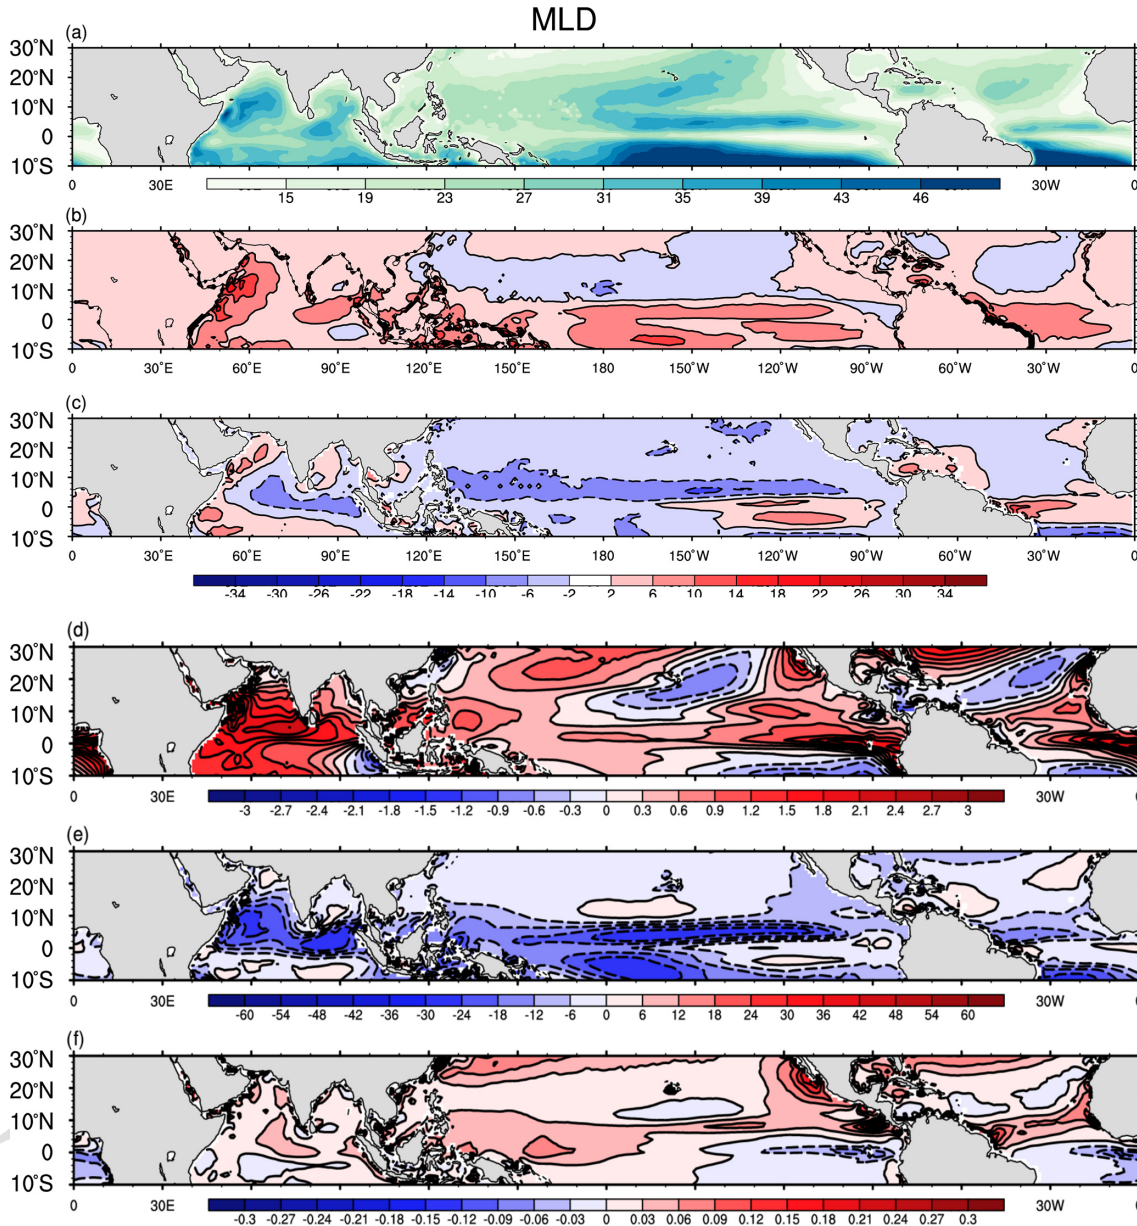 MLD
(a)
30°N
20°N
10°N
0
10°S
0 30E 30W 0
15 19 23 27 31 35 39 43 46
(b)
30°N
20°N
10°N
0
10°S
0 30°E 60°E 90°E 120°E 150°E 180 150°W 120°W 90°W 60°W 30°W 0
(c)
30°N
20°N
10°N
0
10°S
0 30°E 60°E 90°E 120°E 150°E 180 150°W 120°W 90°W 60°W 30°W 0
-34 -30 -26 -22 -18 -14 -10 -6 -2 2 6 10 14 18 22 26 30 34
(d)
30°N
20°N
10°N
0
10°S
0 30E 30W
-3 -2.7 -2.4 -2.1 -1.8 -1.5 -1.2 -0.9 -0.6 -0.3 0 0.3 0.6 0.9 1.2 1.5 1.8 2.1 2.4 2.7 3
(e)
30°N
20°N
10°N
0
10°S
0 30E 30W
-60 -54 -48 -42 -36 -30 -24 -18 -12 -6 0 6 12 18 24 30 36 42 48 54 60
(f)
30°N
20°N
10°N
0
10°S
0 30E 30W
-0.3 -0.27 -0.24 -0.21 -0.18 -0.15 -0.12 -0.09 -0.06 -0.03 0 0.03 0.06 0.09 0.12 0.15 0.18 0.21 0.24 0.27 0.3